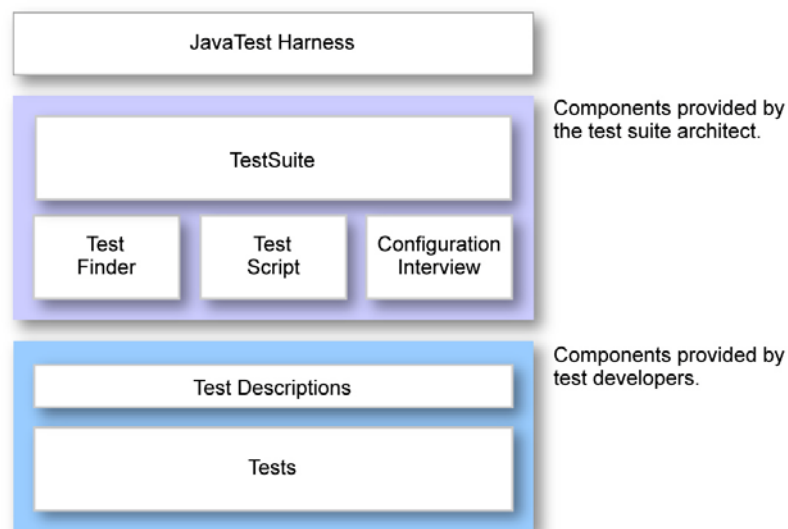 JavaTest Harness
Components provided by
the test suite architect.
TestSuite
Test
Finder
Test
Script
Configuration
Interview
Components provided by
test developers.
Test Descriptions
Tests